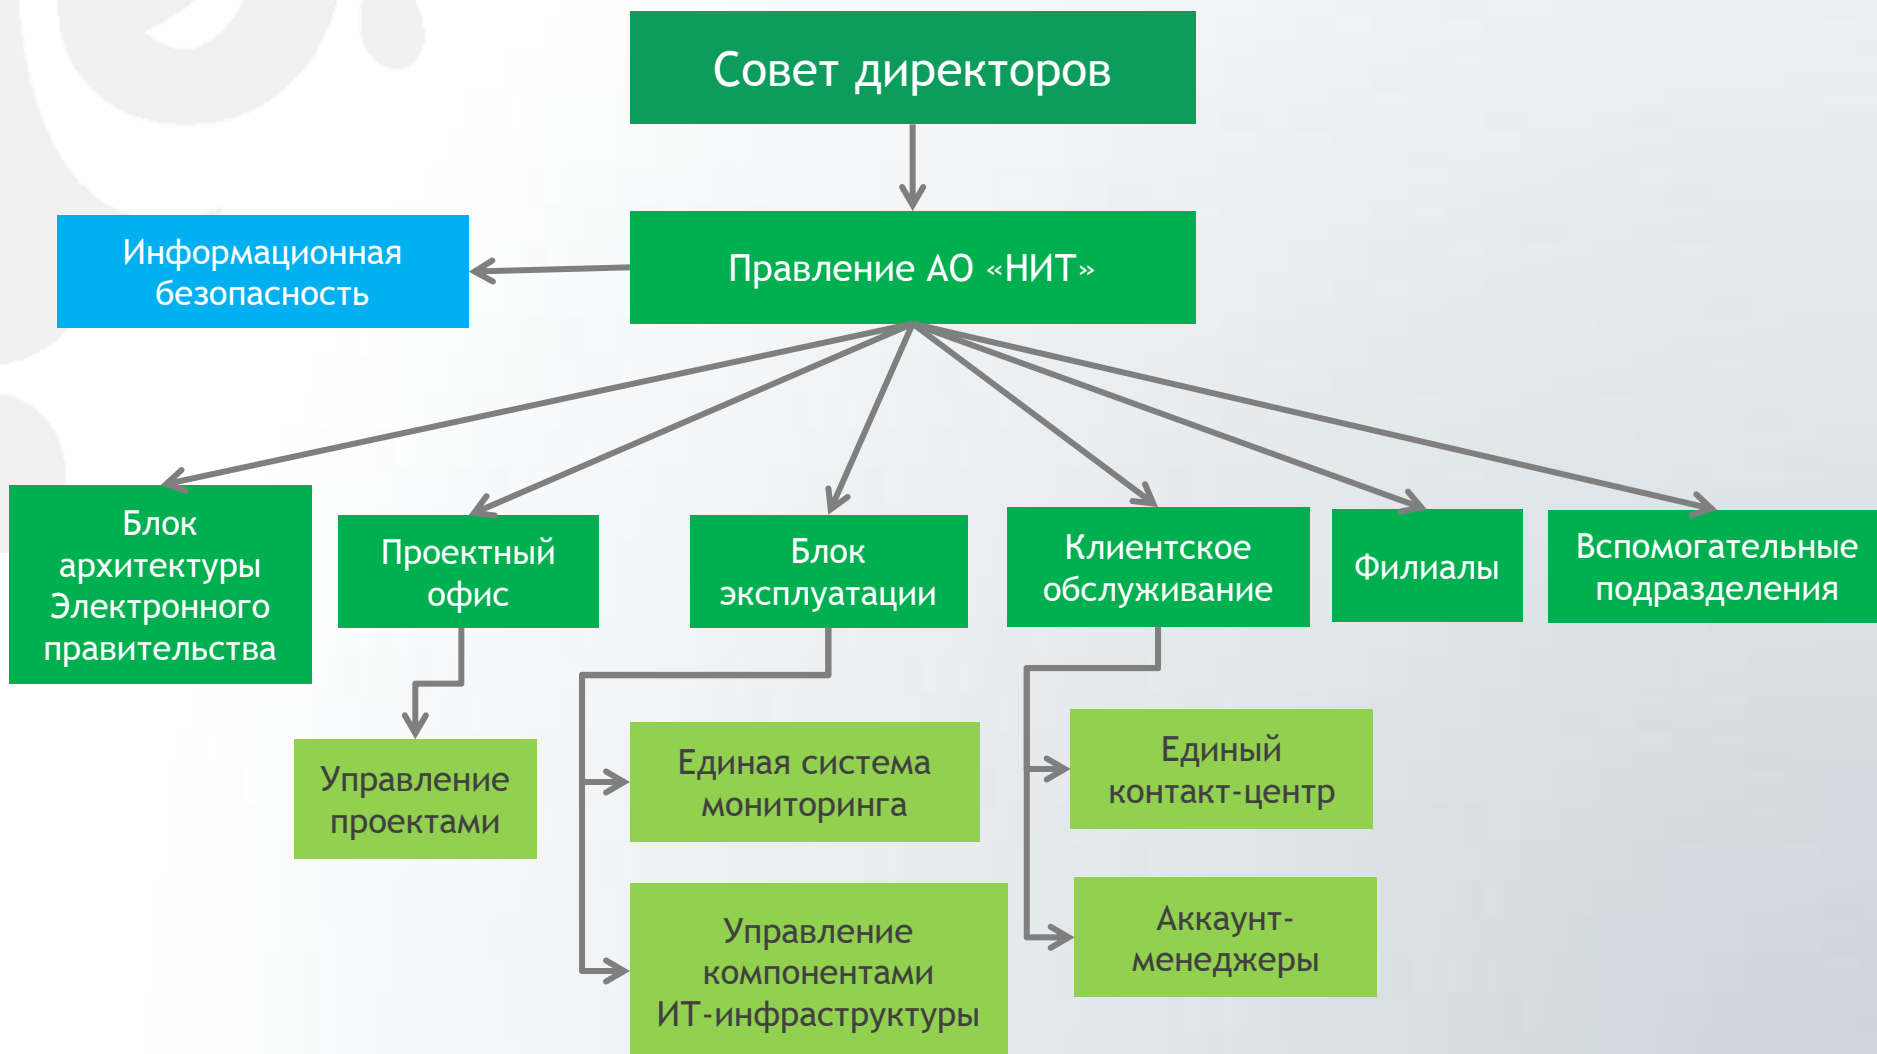 Совет директоров
Информационная
безопасность
Правление АО «НИТ»
Блок
архитектуры
Электронного
правительства
Проектный
офис
Блок
эксплуатации
Клиентское
обслуживание
Филиалы
Вспомогательные
подразделения
Управление
проектами
Единая система
мониторинга
Единый
контакт-центр
Управление
компонентами
ИТ-инфраструктуры
Аккаунт-
менеджеры